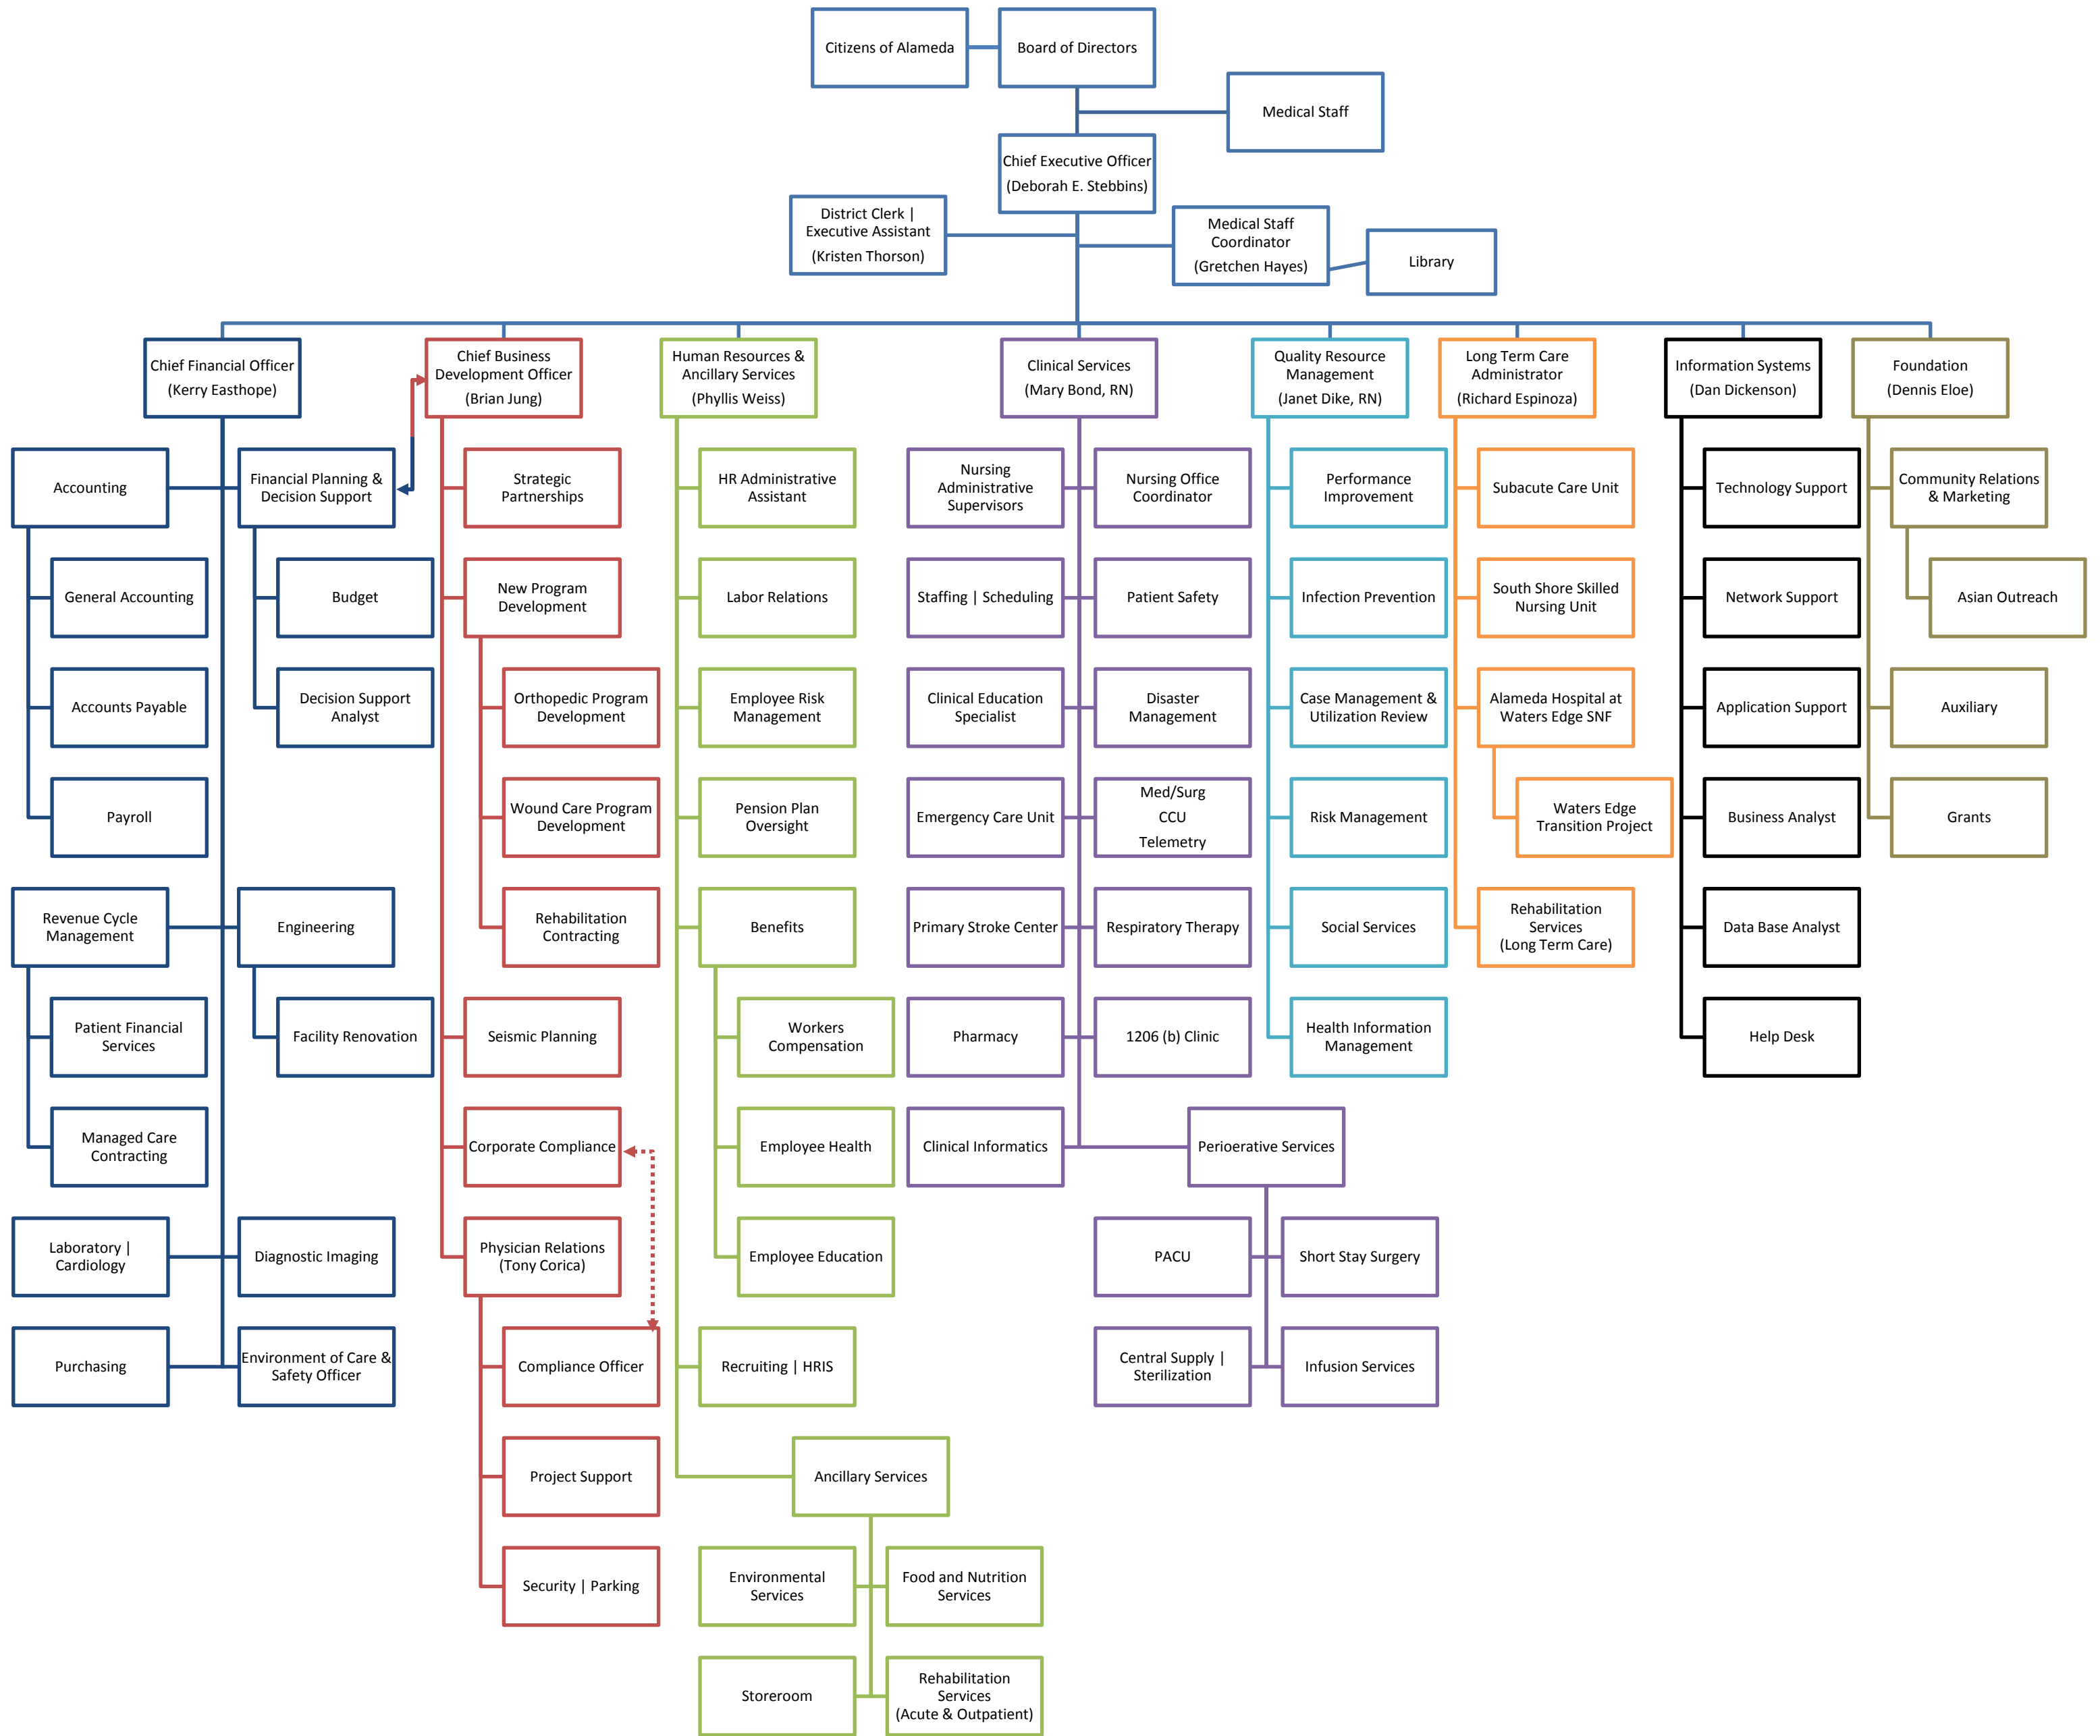 Citizens of Alameda
Board of Directors
Medical Staff
Chief Executive Officer
(Deborah E. Stebbins)
District Clerk |
Executive Assistant
(Kristen Thorson)
Medical Staff
Coordinator
(Gretchen Hayes)
Library
Chief Financial Officer
(Kerry Easthope)
Chief Business
Development Officer
(Brian Jung)
Human Resources &
Ancillary Services
(Phyllis Weiss)
Clinical Services
(Mary Bond, RN)
Quality Resource
Management
(Janet Dike, RN)
Long Term Care
Administrator
(Richard Espinoza)
Information Systems
(Dan Dickenson)
Foundation
(Dennis Eloe)
Accounting
Financial Planning &
Decision Support
Strategic
Partnerships
HR Administrative
Assistant
Nursing
Administrative
Supervisors
Nursing Office
Coordinator
Performance
Improvement
Subacute Care Unit
Technology Support
Community Relations
& Marketing
General Accounting
Budget
New Program
Development
Labor Relations
Staffing | Scheduling
Patient Safety
Infection Prevention
South Shore Skilled
Nursing Unit
Network Support
Asian Outreach
Accounts Payable
Decision Support
Analyst
Orthopedic Program
Development
Employee Risk
Management
Clinical Education
Specialist
Disaster
Management
Case Management &
Utilization Review
Alameda Hospital at
Waters Edge SNF
Application Support
Auxiliary
Payroll
Wound Care Program
Development
Pension Plan
Oversight
Emergency Care Unit
Med/Surg
CCU
Telemetry
Risk Management
Waters Edge
Transition Project
Business Analyst
Grants
Revenue Cycle
Management
Engineering
Rehabilitation
Contracting
Benefits
Primary Stroke Center
Respiratory Therapy
Social Services
Rehabilitation
Services
(Long Term Care)
Data Base Analyst
Patient Financial
Services
Facility Renovation
Seismic Planning
Workers
Compensation
Pharmacy
1206 (b) Clinic
Health Information
Management
Help Desk
Managed Care
Contracting
Corporate Compliance
Employee Health
Clinical Informatics
Perioerative Services
Laboratory |
Cardiology
Diagnostic Imaging
Physician Relations
(Tony Corica)
Employee Education
PACU
Short Stay Surgery
Purchasing
Environment of Care &
Safety Officer
Compliance Officer
Recruiting | HRIS
Central Supply |
Sterilization
Infusion Services
Project Support
Ancillary Services
Security | Parking
Environmental
Services
Food and Nutrition
Services
Storeroom
Rehabilitation
Services
(Acute & Outpatient)